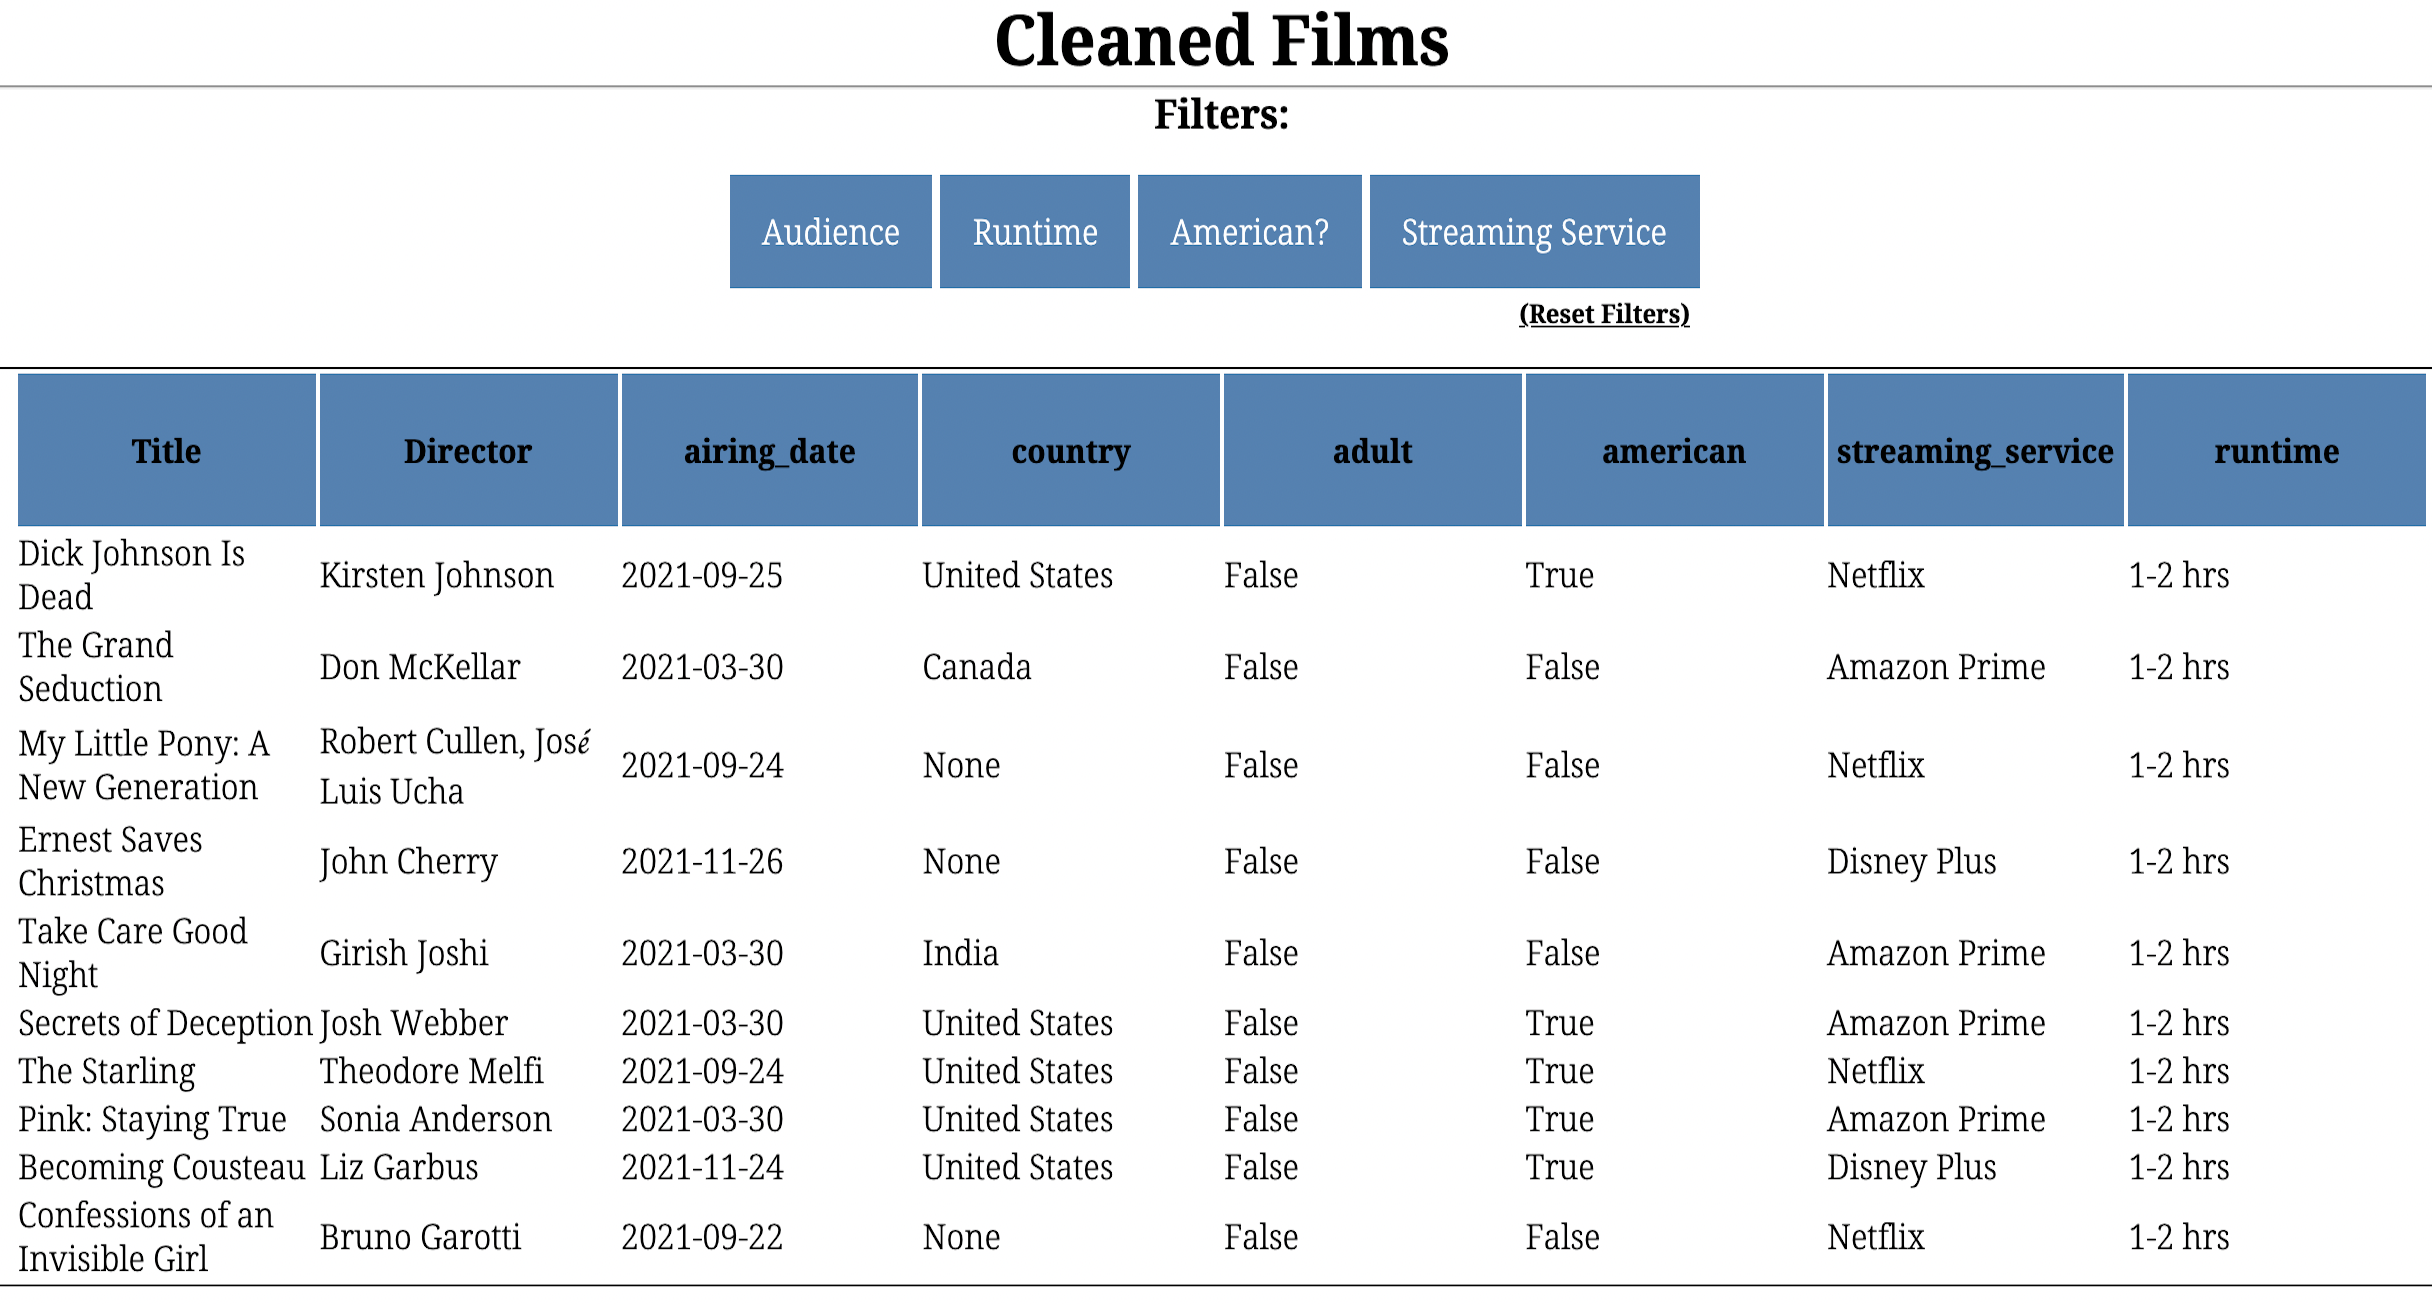 Cleaned Films
Filters:
Audience Runtime American? Streaming Service
(Reset Filters)
Title Director airing_date country adult american streaming_service runtime
Dick Johnson Is
Dead
Kirsten Johnson 2021-09-25 United States False True Netflix 1-2 hrs
The Grand
Seduction
Don McKellar 2021-03-30 Canada False False Amazon Prime 1-2 hrs
My Little Pony: A
New Generation
Robert Cullen, José
Luis Ucha
2021-09-24 None False False Netflix 1-2 hrs
Ernest Saves
Christmas
John Cherry 2021-11-26 None False False Disney Plus 1-2 hrs
Take Care Good
Night
Girish Joshi 2021-03-30 India False False Amazon Prime 1-2 hrs
Secrets of Deception Josh Webber 2021-03-30 United States False True Amazon Prime 1-2 hrs
The Starling Theodore Melfi 2021-09-24 United States False True Netflix 1-2 hrs
Pink: Staying True Sonia Anderson 2021-03-30 United States False True Amazon Prime 1-2 hrs
Becoming Cousteau Liz Garbus 2021-11-24 United States False True Disney Plus 1-2 hrs
Confessions of an
Invisible Girl
Bruno Garotti 2021-09-22 None False False Netflix 1-2 hrs